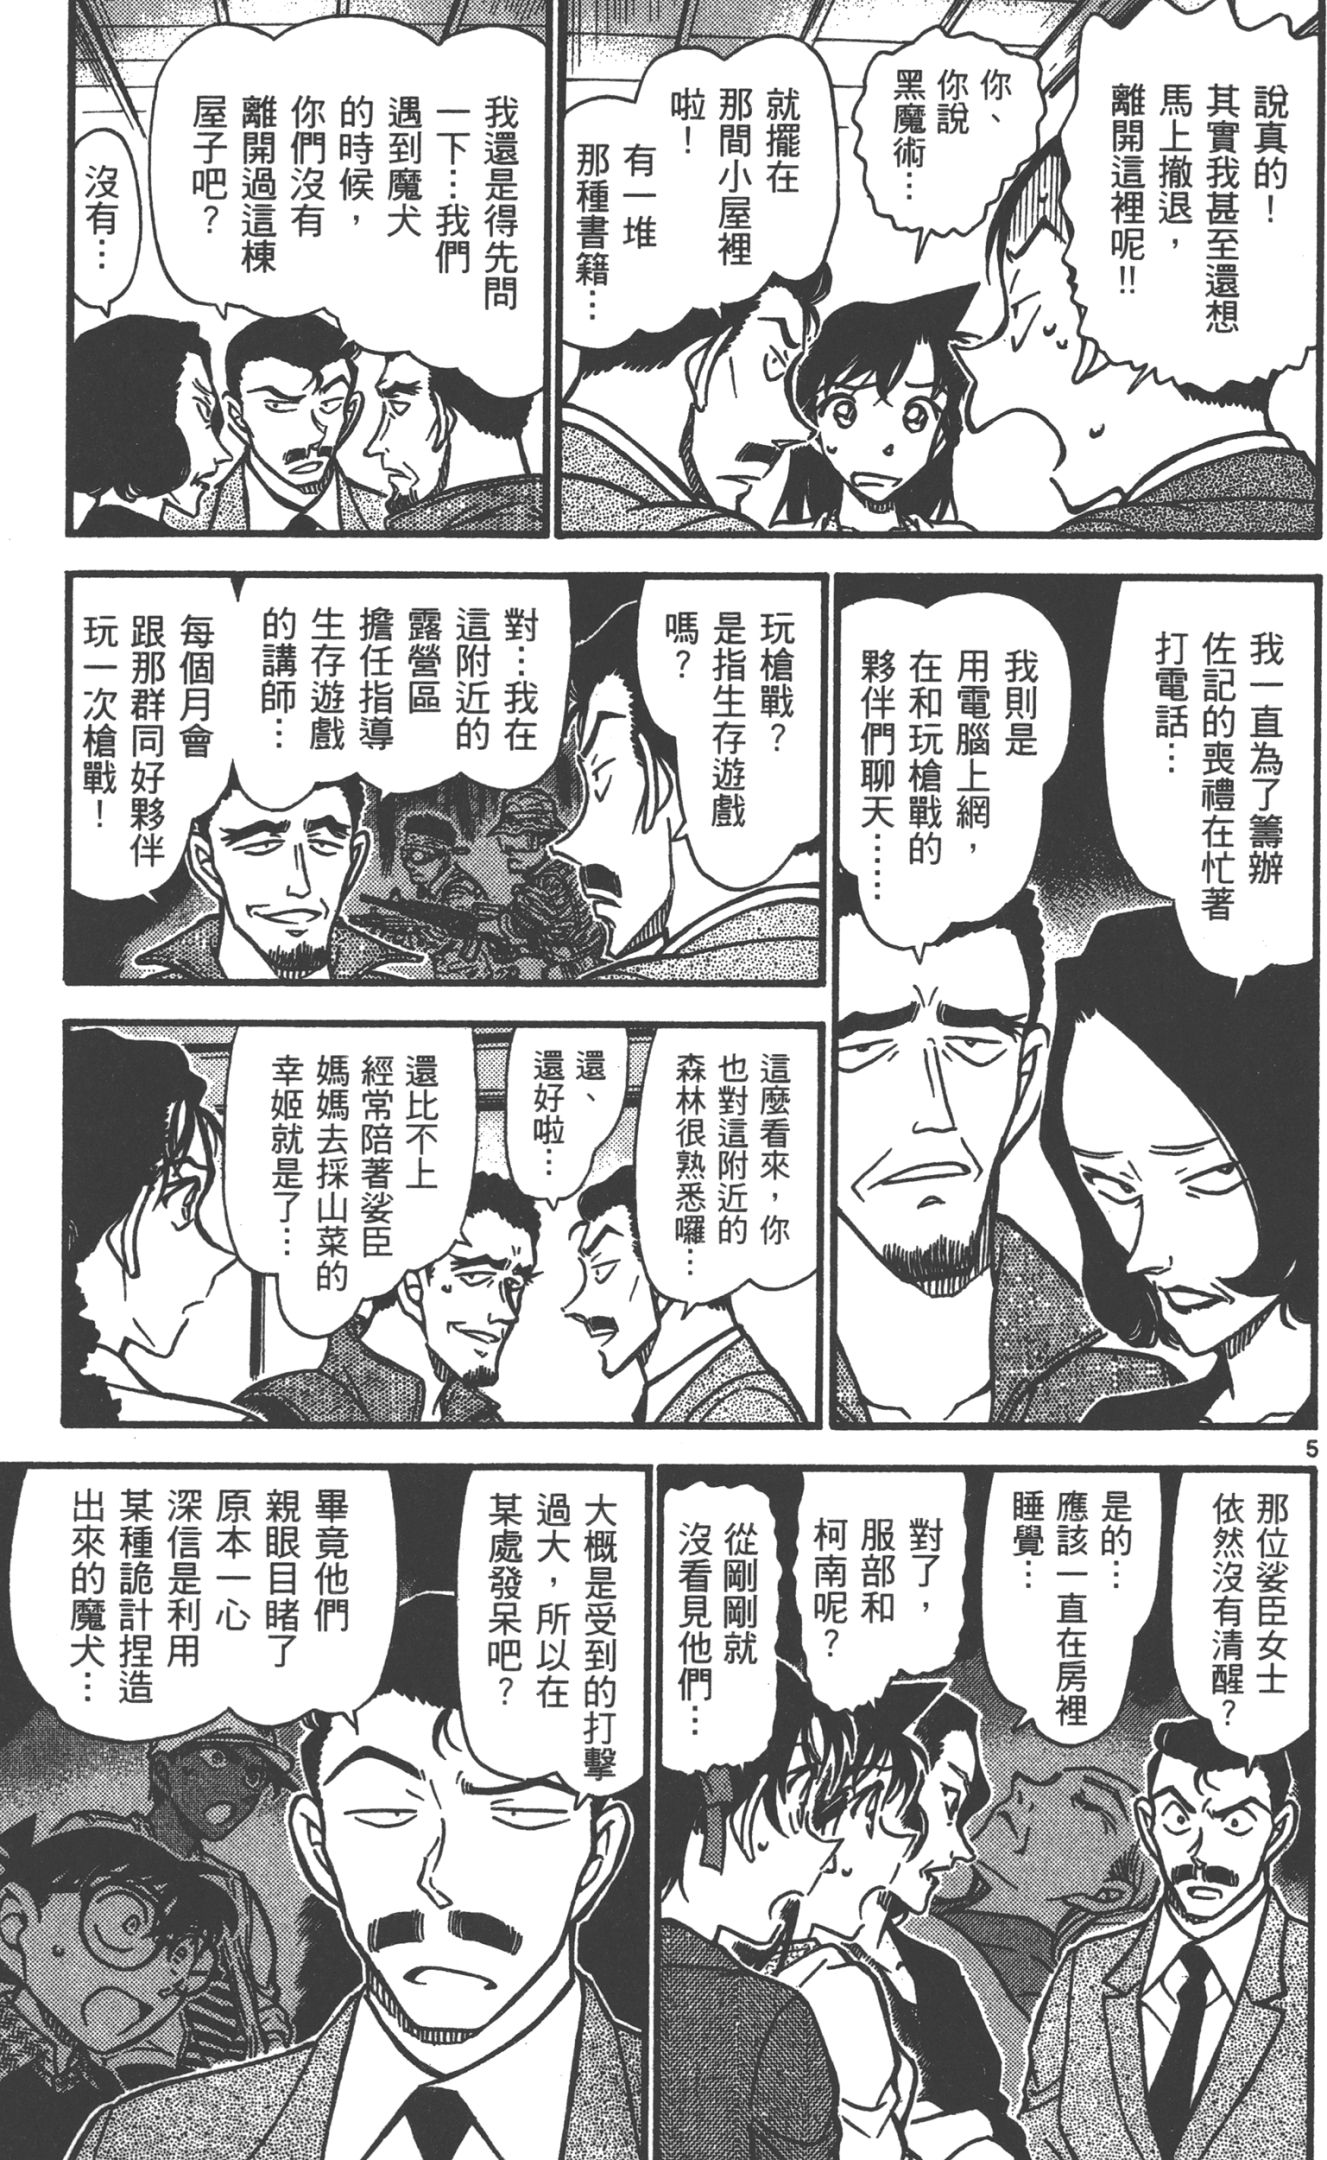 說真的！
其實我甚至還想
馬上撤退，
離開這裡呢!!
你、
你說
黑魔術…
就擺在
那間小屋裡
啦！
有一堆
那種書籍…
我還是得先問
一下…我們
遇到魔犬
的時候，
你們沒有
離開過這棟
屋子吧？
沒有…
我一直為了籌辦
佐記的喪禮在忙著
打電話…
我則是
用電腦上網，
在和玩槍戰的
夥伴們聊天……
玩槍戰？
是指生存遊戲
嗎？
對…我在
這附近的
露營區
擔任指導
生存遊戲
的講師…
每個月會
跟那群同好夥伴
玩一次槍戰！
這麼看來，你
也對這附近的
森林很熟悉囉…
還、
還好啦…
還比不上
經常陪著娑臣
媽媽去採山菜的
幸姬就是了…
5
那位娑臣女士
依然沒有清醒？
是的…
應該一直在房裡
睡覺…
對了，
服部和
柯南呢？
從剛剛就
沒看見他們…
大概是受到的打擊
過大，所以在
某處發呆吧？
畢竟他們
親眼目睹了
原本一心
深信是利用
某種詭計捏造
出來的魔犬…